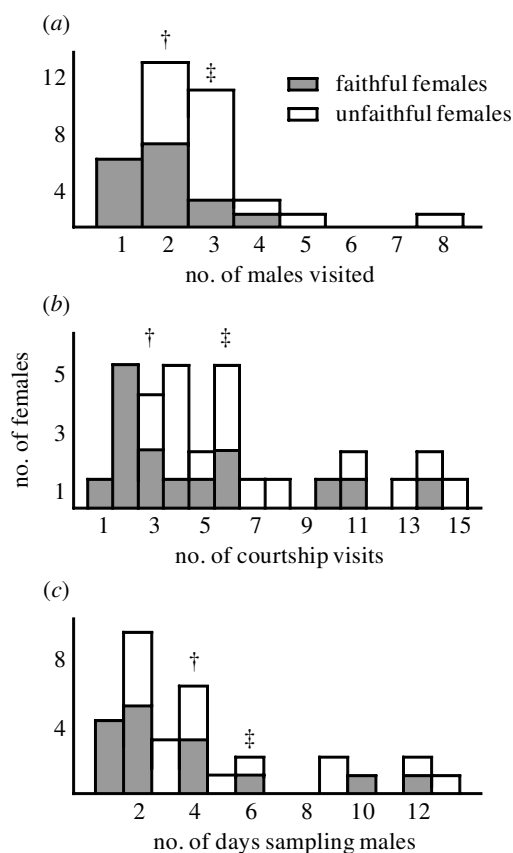 (a)
† ‡
12
8
4
faithful females
unfaithful females
1 2 3 4 5 6 7 8
no. of males visited
(b)
† ‡
no. of females
5
3
1
1 3 5 7 9 11 13 15
no. of courtship visits
(c)
†
‡
8
4
2 4 6 8 10 12
no. of days sampling males